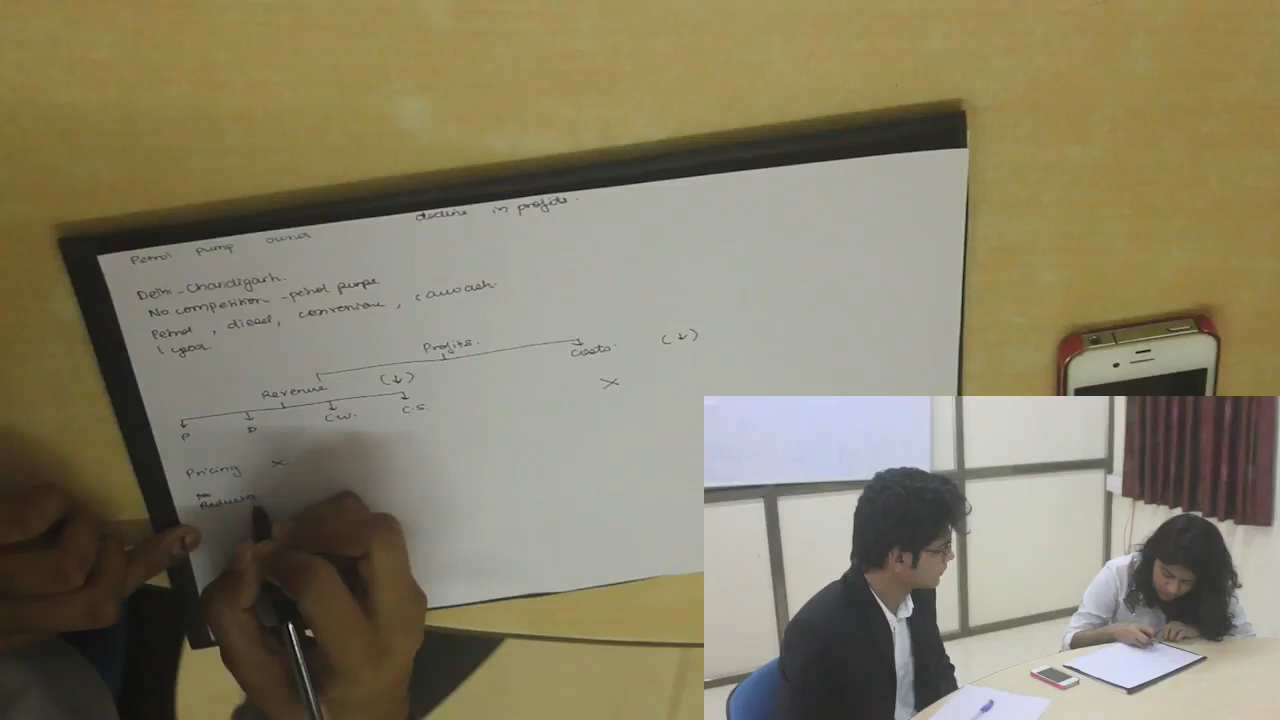 Petrol pump owner decline in profits.
Delhi - Chandigarh.
No competition - petrol pumps
Petrol, diesel, convenience, carwash.
1 year.
Profits.
Revenue (↓) Costs. (↓)
P D C.W. C.S. ×
Pricing ×
No